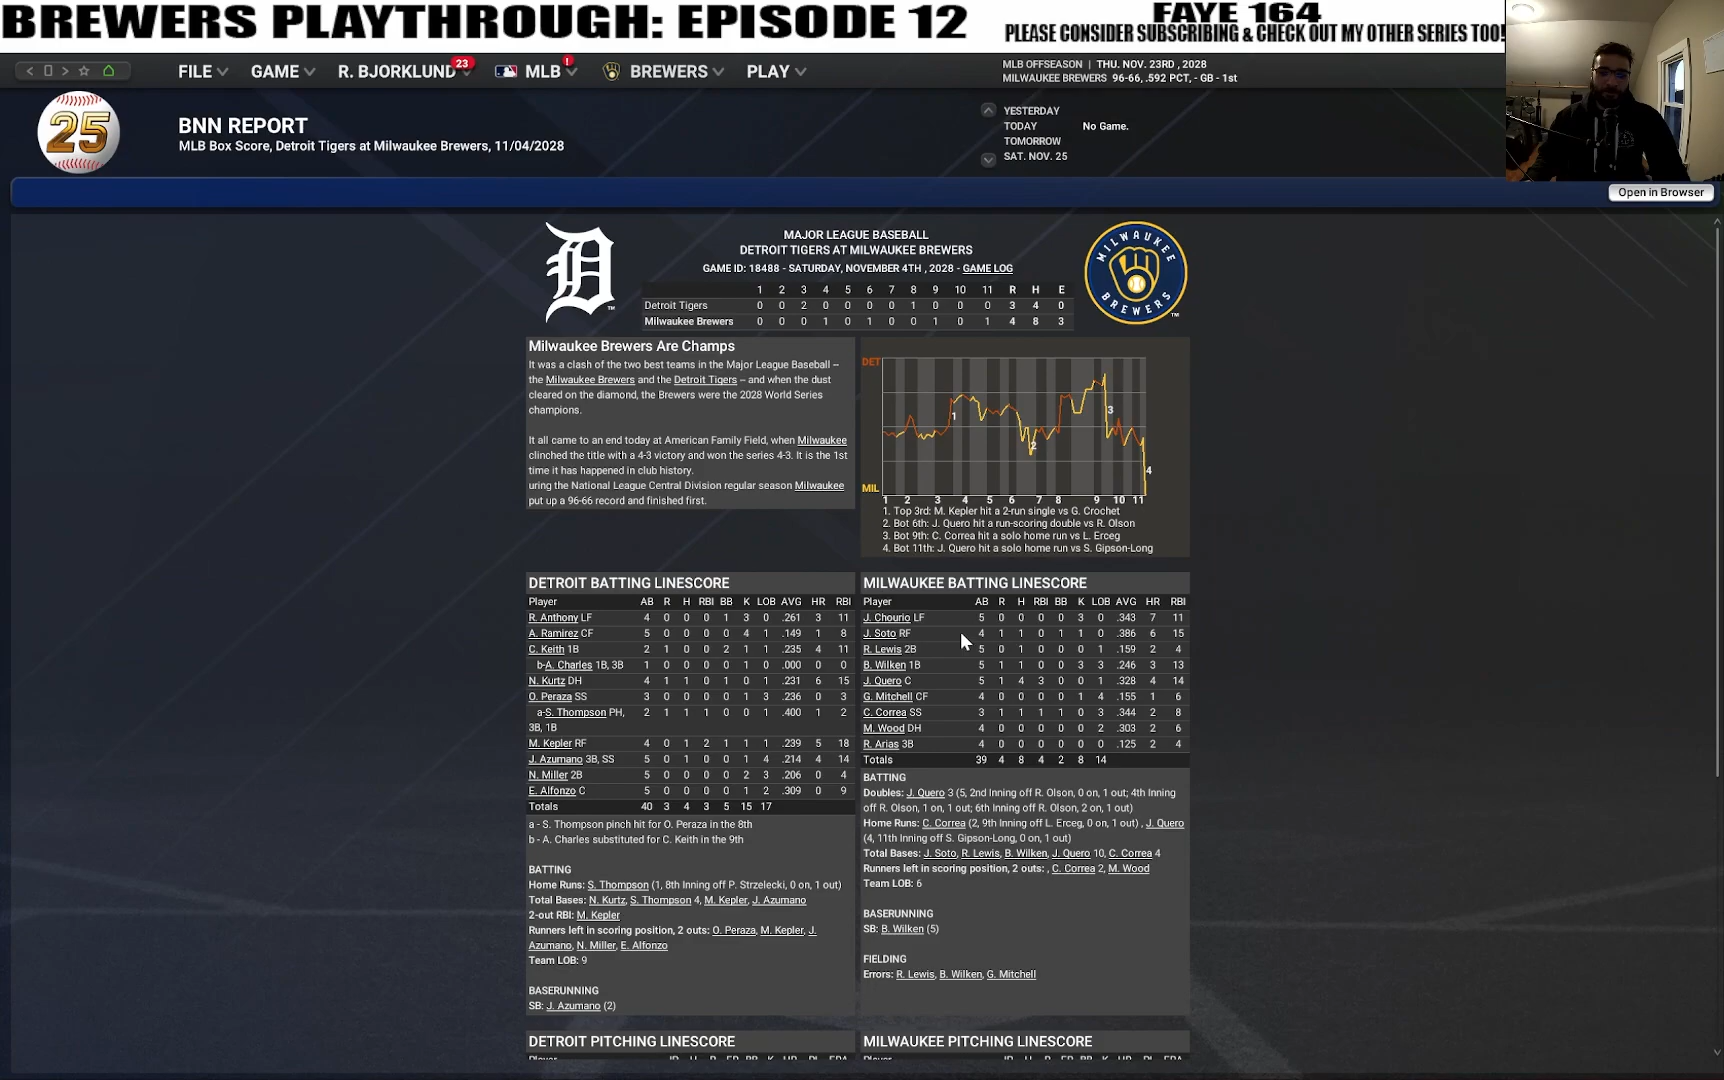 BREWERS PLAYTHROUGH: EPISODE 12
FAYE 164
PLEASE CONSIDER SUBSCRIBING & CHECK OUT MY OTHER SERIES TOO!
FILE GAME R. BJORKLUND 23 MLB ! BREWERS PLAY
MLB OFFSEASON | THU. NOV. 23RD , 2028
MILWAUKEE BREWERS 96-66, .592 PCT, - GB - 1st
25
BNN REPORT
MLB Box Score, Detroit Tigers at Milwaukee Brewers, 11/04/2028
YESTERDAY
TODAY No Game.
TOMORROW
SAT. NOV. 25
Open in Browser
MAJOR LEAGUE BASEBALL
DETROIT TIGERS AT MILWAUKEE BREWERS
GAME ID: 18488 - SATURDAY, NOVEMBER 4TH , 2028 - GAME LOG
1 2 3 4 5 6 7 8 9 10 11 R H E
Detroit Tigers 0 0 2 0 0 0 0 1 0 0 0 3 4 0
Milwaukee Brewers 0 0 0 1 0 1 0 0 1 0 1 4 8 3
MILWAUKEE BREWERS
Milwaukee Brewers Are Champs
It was a clash of the two best teams in the Major League Baseball –
the Milwaukee Brewers and the Detroit Tigers – and when the dust
cleared on the diamond, the Brewers were the 2028 World Series
champions.
It all came to an end today at American Family Field, when Milwaukee
clinched the title with a 4-3 victory and won the series 4-3. It is the 1st
time it has happened in club history.
uring the National League Central Division regular season Milwaukee
put up a 96-66 record and finished first.
DET
1
2
3
4
MIL
1 2 3 4 5 6 7 8 9 10 11
1. Top 3rd: M. Kepler hit a 2-run single vs G. Crochet
2. Bot 6th: J. Quero hit a run-scoring double vs R. Olson
3. Bot 9th: C. Correa hit a solo home run vs L. Erceg
4. Bot 11th: J. Quero hit a solo home run vs S. Gipson-Long
DETROIT BATTING LINESCORE
Player AB R H RBI BB K LOB AVG HR RBI
R. Anthony LF 4 0 0 0 1 3 0 .261 3 11
A. Ramirez CF 5 0 0 0 0 4 1 .149 1 8
C. Keith 1B 2 1 0 0 2 1 1 .235 4 11
b-A. Charles 1B, 3B 1 0 0 0 0 1 0 .000 0 0
N. Kurtz DH 4 1 1 0 1 0 1 .231 6 15
O. Peraza SS 3 0 0 0 0 1 3 .236 0 3
a-S. Thompson PH, 2 1 1 1 0 0 1 .400 1 2
3B, 1B
M. Kepler RF 4 0 1 2 1 1 1 .239 5 18
J. Azumano 3B, SS 5 0 1 0 0 1 4 .214 4 14
N. Miller 2B 5 0 0 0 0 2 3 .206 0 4
E. Alfonzo C 5 0 0 0 0 1 2 .309 0 9
Totals 40 3 4 3 5 15 17
a - S. Thompson pinch hit for O. Peraza in the 8th
b - A. Charles substituted for C. Keith in the 9th
BATTING
Home Runs: S. Thompson (1, 8th Inning off P. Strzelecki, 0 on, 1 out)
Total Bases: N. Kurtz, S. Thompson 4, M. Kepler, J. Azumano
2-out RBI: M. Kepler
Runners left in scoring position, 2 outs: O. Peraza, M. Kepler, J.
Azumano, N. Miller, E. Alfonzo
Team LOB: 9
BASERUNNING
SB: J. Azumano (2)
MILWAUKEE BATTING LINESCORE
Player AB R H RBI BB K LOB AVG HR RBI
J. Chourio LF 5 0 0 0 0 3 0 .343 7 11
J. Soto RF 4 1 1 0 1 1 0 .386 6 15
R. Lewis 2B 5 0 1 0 0 0 1 .159 2 4
B. Wilken 1B 5 1 1 0 0 3 3 .246 3 13
J. Quero C 5 1 4 3 0 0 1 .328 4 14
G. Mitchell CF 4 0 0 0 0 1 4 .155 1 6
C. Correa SS 3 1 1 1 1 0 3 .344 2 8
M. Wood DH 4 0 0 0 0 0 2 .303 2 6
R. Arias 3B 4 0 0 0 0 0 0 .125 2 4
Totals 39 4 8 4 2 8 14
BATTING
Doubles: J. Quero 3 (5, 2nd Inning off R. Olson, 0 on, 1 out; 4th Inning
off R. Olson, 1 on, 1 out; 6th Inning off R. Olson, 2 on, 1 out)
Home Runs: C. Correa (2, 9th Inning off L. Erceg, 0 on, 1 out) , J. Quero
(4, 11th Inning off S. Gipson-Long, 0 on, 1 out)
Total Bases: J. Soto, R. Lewis, B. Wilken, J. Quero 10, C. Correa 4
Runners left in scoring position, 2 outs: , C. Correa 2, M. Wood
Team LOB: 6
BASERUNNING
SB: B. Wilken (5)
FIELDING
Errors: R. Lewis, B. Wilken, G. Mitchell
DETROIT PITCHING LINESCORE
Player IP H R ER BB K HR PI ERA
MILWAUKEE PITCHING LINESCORE
Player IP H R ER BB K HR PI ERA